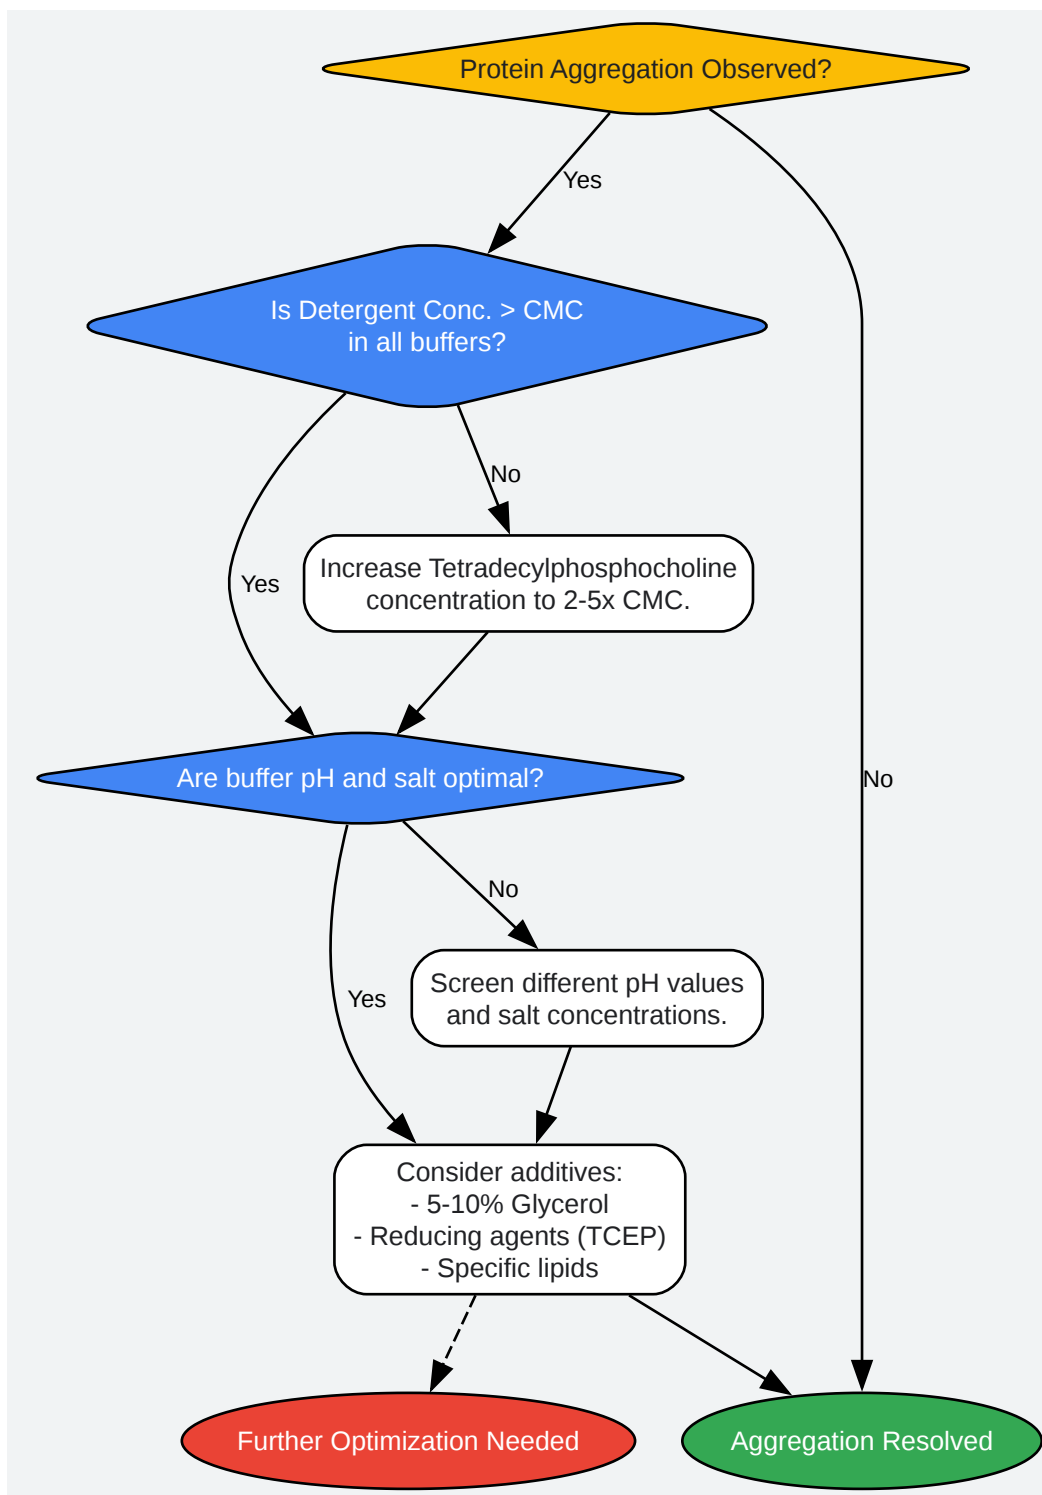 Protein Aggregation Observed?
Yes
Is Detergent Conc. > CMC
in all buffers?
No
Increase Tetradecylphosphocholine
concentration to 2-5x CMC.
Yes
Are buffer pH and salt optimal?
No
No
Screen different pH values
and salt concentrations.
Yes
Consider additives:
- 5-10% Glycerol
- Reducing agents (TCEP)
- Specific lipids
Further Optimization Needed
Aggregation Resolved